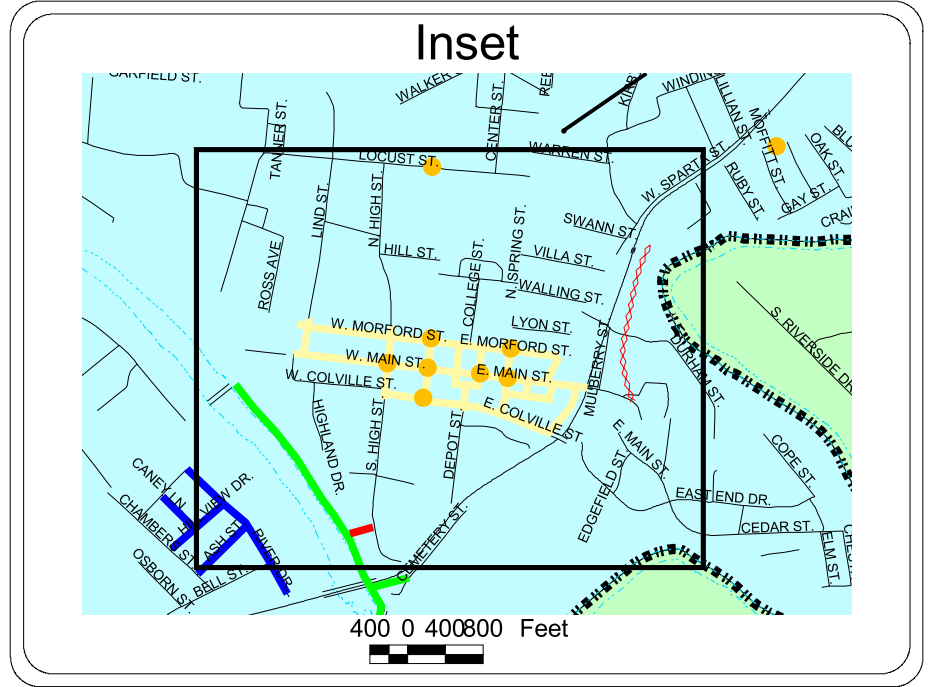 Inset
GARFIELD ST.
WALKER
CENTER ST.
REE
KIRB
WINDIN
LILLIAN ST.
MOFFITT ST.
OAK ST.
BLU
TANNER ST.
LOCUST ST.
WARREN ST.
W. SPARTA ST.
RUBY ST.
GAY ST.
CRAI
LIND ST.
N. HIGH ST.
SWANN ST.
ROSS AVE
HILL ST.
COLLEGE ST.
N. SPRING ST.
VILLA ST.
WALLING ST.
LYON ST.
W. MORFORD ST.
E. MORFORD ST.
MULBERRY ST.
DURHAM ST.
S. RIVERSIDE DR.
W. MAIN ST.
E. MAIN ST.
W. COLVILLE ST.
E. COLVILLE ST.
HIGHLAND DR.
S. HIGH ST.
DEPOT ST.
E. MAIN ST.
COPE ST.
EDGEFIELD ST.
EAST END DR.
CEDAR ST.
ELM ST.
CANEY LN.
CHAMBERS ST.
ASH ST.
RIVER DR.
OSBORN ST.
BELL ST.
CEMETERY ST.
400 0 400 800 Feet